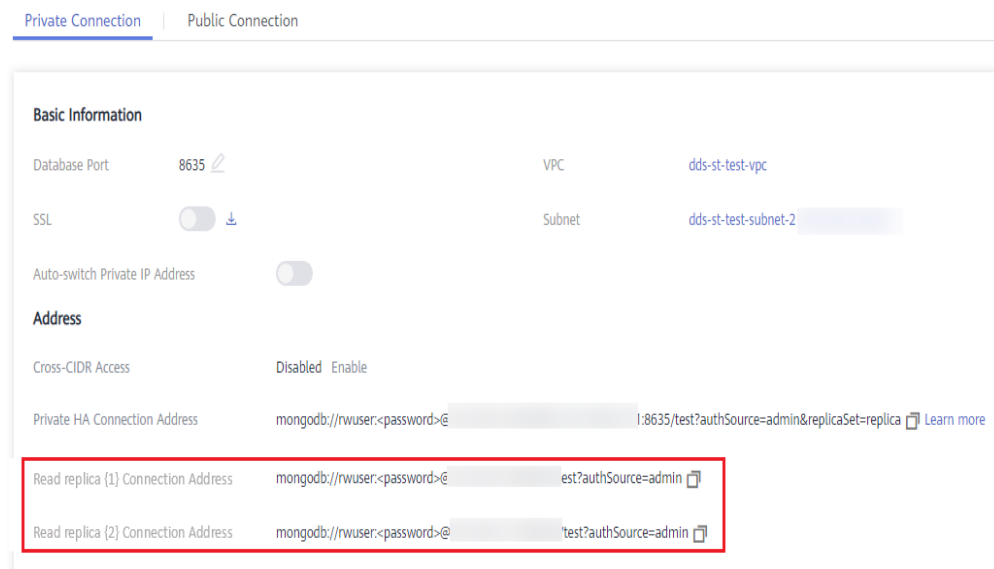 Private Connection Public Connection
Basic Information
Database Port 8635 VPC dds-st-test-vpc
SSL Subnet dds-st-test-subnet-2
Auto-switch Private IP Address
Address
Cross-CIDR Access Disabled Enable
Private HA Connection Address mongodb://rwuser:<password>@ :8635/test?authSource=admin&replicaSet=replica Learn more
Read replica {1} Connection Address mongodb://rwuser:<password>@ est?authSource=admin
Read replica {2} Connection Address mongodb://rwuser:<password>@ /test?authSource=admin